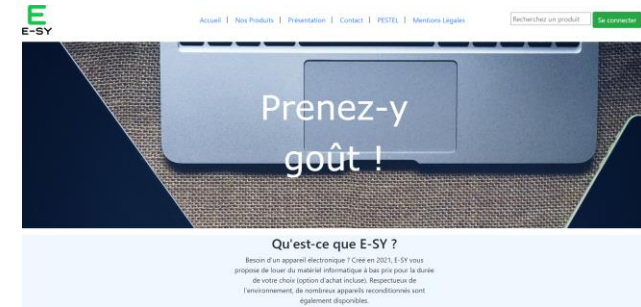 E
E-SY
Accueil | Nos Produits | Présentation | Contact | PESTEL | Mentions Légales
Recherchez un produit
Se connecter
Prenez-y
goût !
Qu'est-ce que E-SY ?
Besoin d'un appareil électronique ? Créé en 2021, E-SY vous
propose de louer du matériel informatique à bas prix pour la durée
de votre choix (option d'achat incluse). Respectueux de
l'environnement, de nombreux appareils reconditionnés sont
également disponibles.